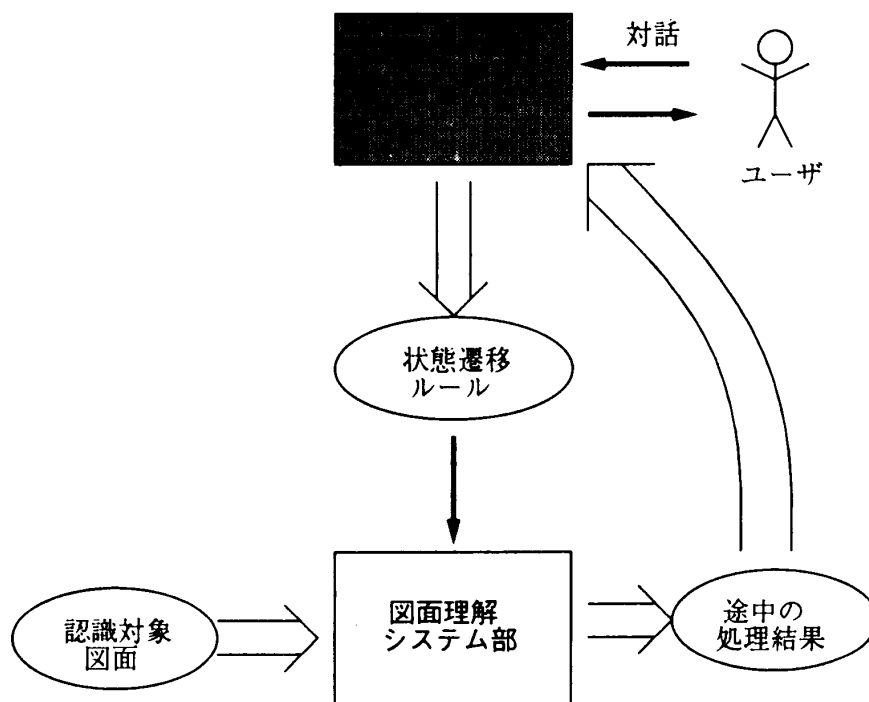 対話
ユーザ
状態遷移
ルール
図面理解
システム部
認識対象
図面
途中の
処理結果